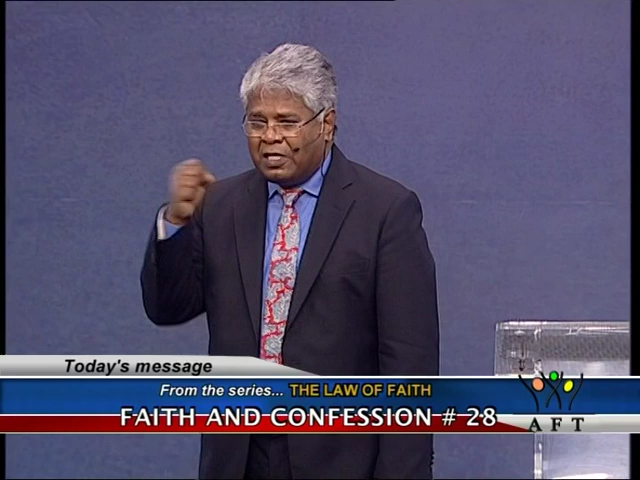 Today's message
From the series... THE LAW OF FAITH
FAITH AND CONFESSION # 28
AFT